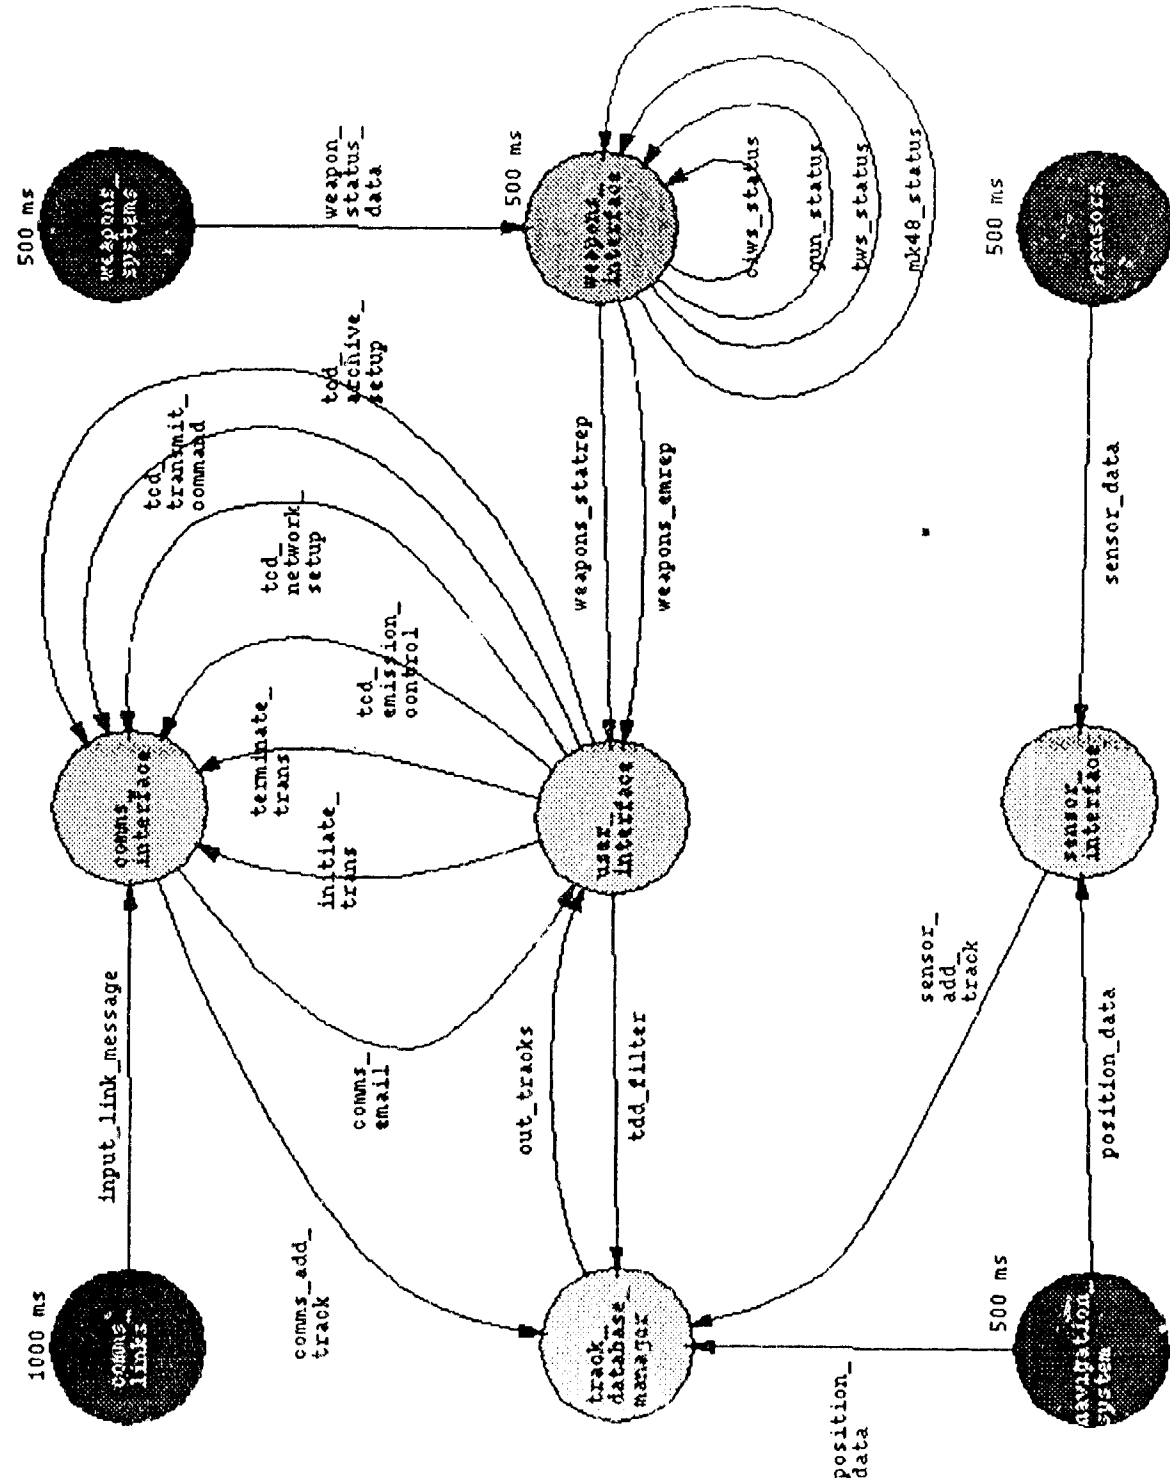 1000 ms
comms_
links
input_link_message
comms_
interface
500 ms
weapons_
systems
weapon_
status_
data
500 ms
weapons_
interface
ciws_status
gun_status
tws_status
mk48_status
tcd_
archive_
setup
tcd_
transmit_
command
tcd_
network_
setup
tcd_
emission_
control
terminate_
trans
initiate_
trans
comms_
email
comms_add_
track
weapons_statrep
weapons_emrep
user_
interface
out_tracks
tdd_filter
track_
database_
manager
position_
data
500 ms
navigation_
system
position_data
sensor_
add_
track
sensor_
interface
sensor_data
500 ms
sensors